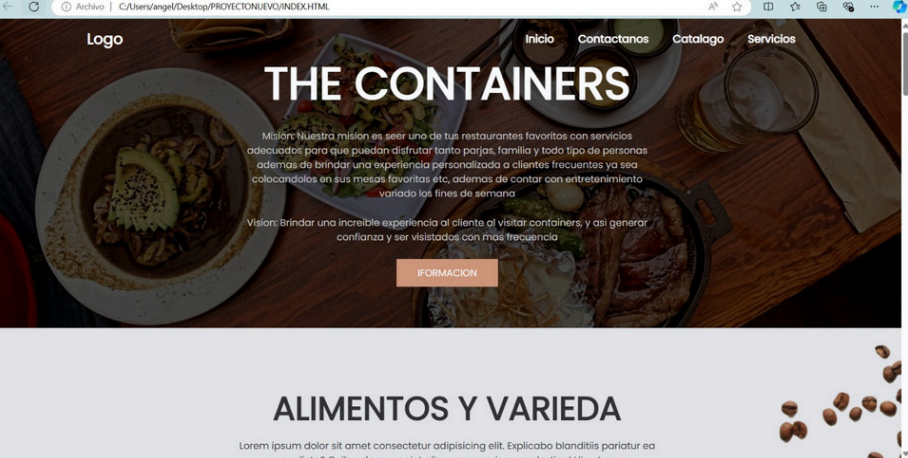 Archivo | C:/Users/angel/Desktop/PROYECTONUEVO/INDEX.HTML
Logo
Inicio Contactanos Catalago Servicios
THE CONTAINERS
Mision: Nuestra mision es seer uno de tus restaurantes favoritos con servicios
adecuados para que puedan disfrutar tanto parjas, familia y todo tipo de personas
ademas de brindar una experiencia personalizada a clientes frecuentes ya sea
colocandolos en sus mesas favoritas etc, ademas de contar con entretenimiento
variado los fines de semana
Vision: Brindar una increible experiencia al cliente al visitar containers, y asi generar
confianza y ser visistados con mas frecuencia
IFORMACION
ALIMENTOS Y VARIEDA
Lorem ipsum dolor sit amet consectetur adipisicing elit. Explicabo blanditiis pariatur ea